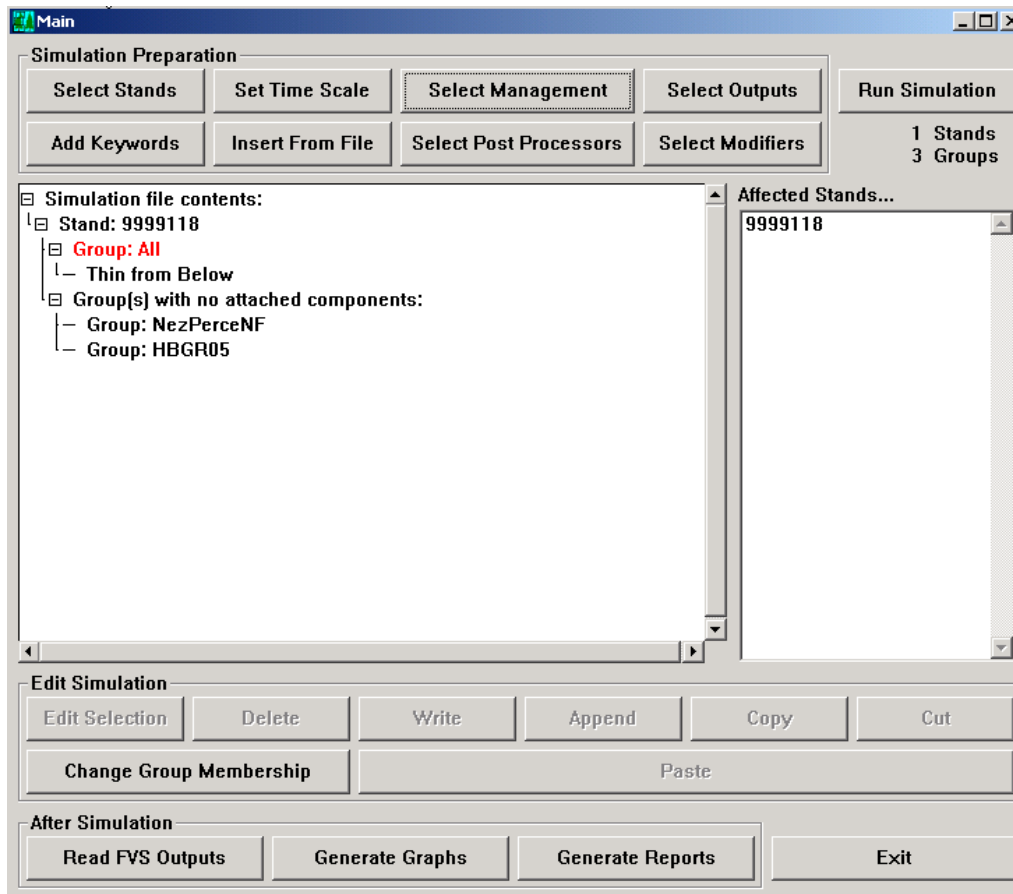 Main
Simulation Preparation
Select Stands Set Time Scale Select Management Select Outputs Run Simulation
Add Keywords Insert From File Select Post Processors Select Modifiers
1 Stands
3 Groups
Simulation file contents:
Stand: 9999118
Group: All
Thin from Below
Group(s) with no attached components:
Group: NezPerceNF
Group: HBGR05
Affected Stands...
9999118
Edit Simulation
Edit Selection Delete Write Append Copy Cut
Change Group Membership Paste
After Simulation
Read FVS Outputs Generate Graphs Generate Reports Exit